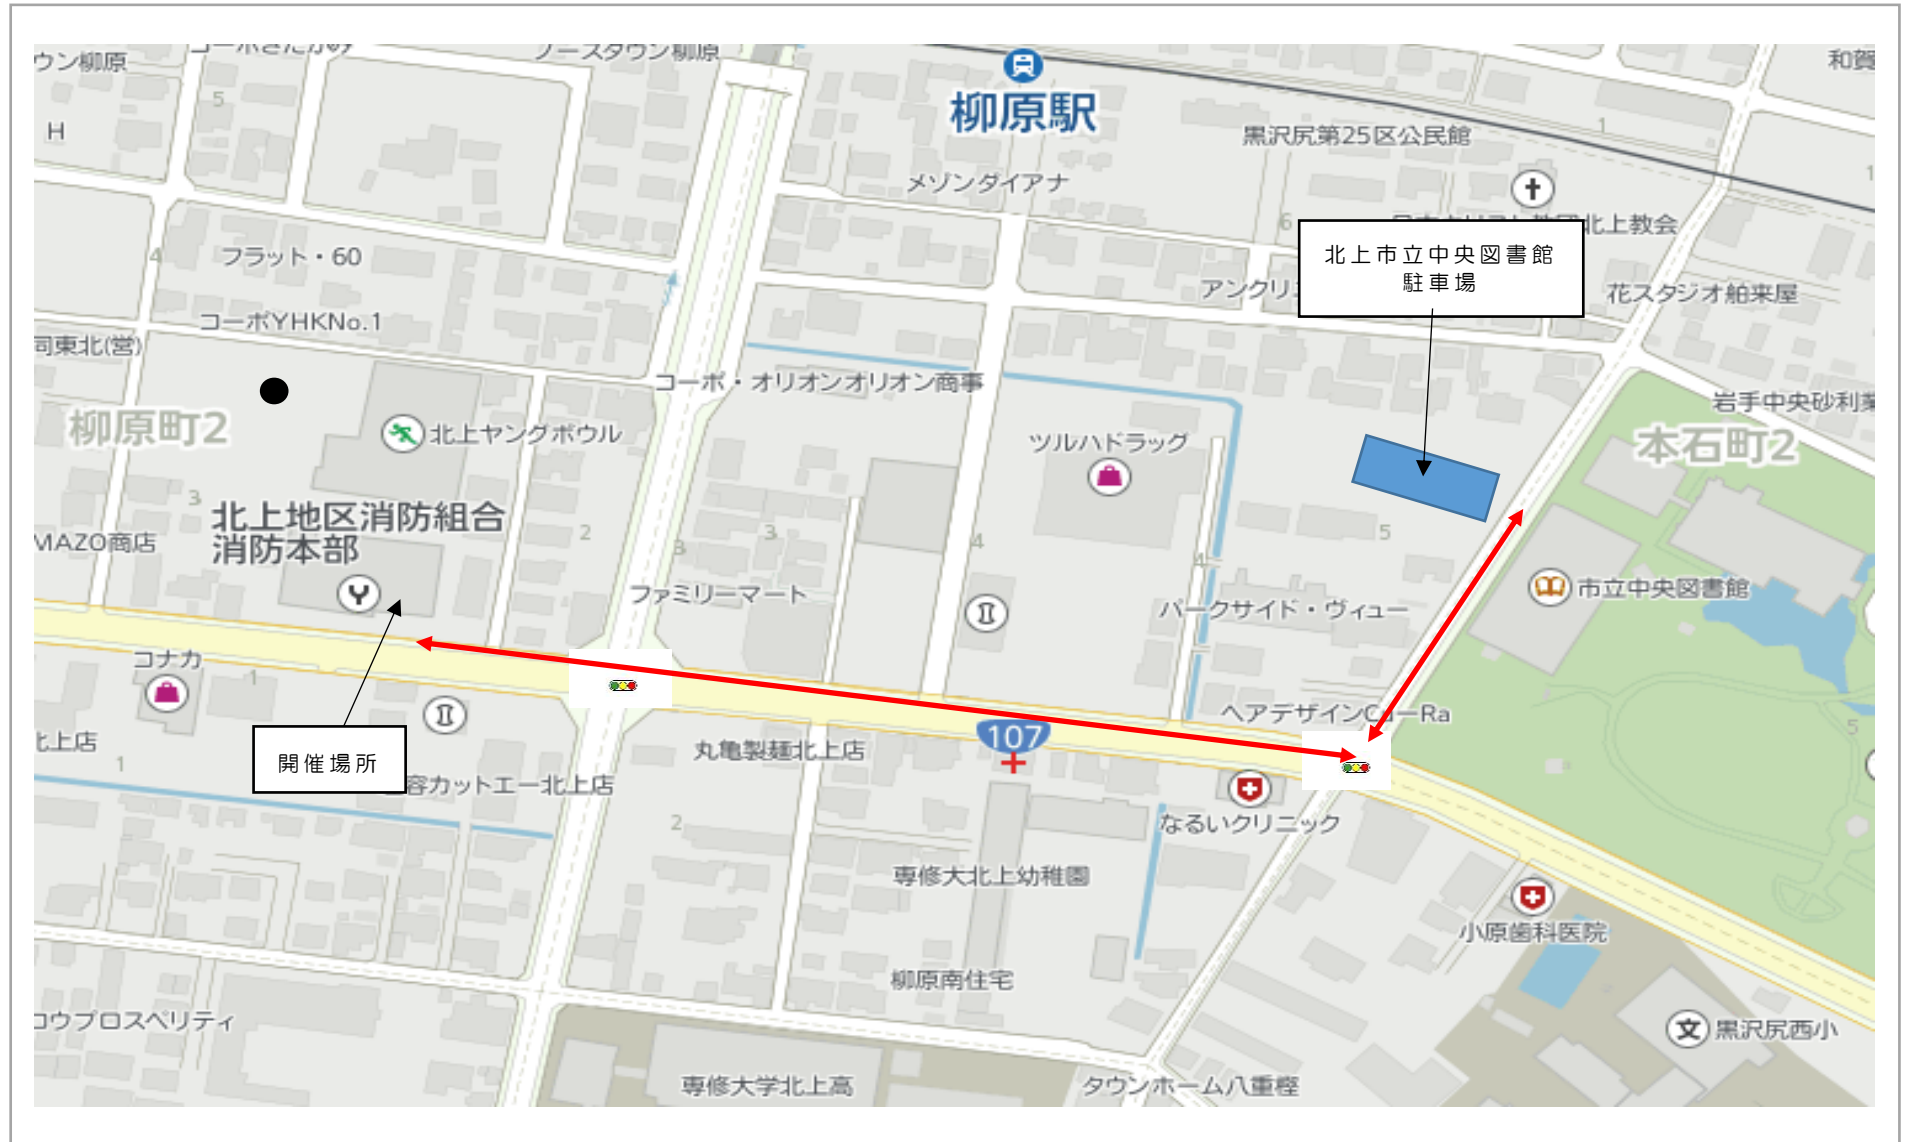 ウン柳原
コーポきたかみ
ノースタウン柳原
和賀
5
H
柳原駅
1
黒沢尻第25区公民館
1
メゾンダイアナ
6
北上教会
北上市立中央図書館
駐車場
4
フラット・60
アンクリ
花スタジオ舶来屋
コーポYHKNo.1
司東北(営)
コーポ・オリオン
オリオン商事
岩手中央砂利業
柳原町2
北上ヤングボウル
ツルハドラッグ
本石町2
3
北上地区消防組合
消防本部
MAZO商店
2
3
3
4
4
5
ファミリーマート
パークサイド・ヴィュー
市立中央図書館
コナカ
1
ヘアデザインCu-Ra
5
上店
1
開催場所
容カットエー北上店
丸亀製麺北上店
107
なるいクリニック
2
専修大北上幼稚園
小原歯科医院
柳原南住宅
コウプロスペリティ
文
黒沢尻西小
専修大学北上高
タウンホーム八重樫